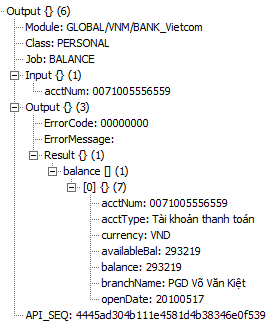 Output {} (6)
Module: GLOBAL/VNM/BANK_Vietcom
Class: PERSONAL
Job: BALANCE
Input {} (1)
acctNum: 0071005556559
Output {} (3)
ErrorCode: 00000000
ErrorMessage:
Result {} (1)
balance [] (1)
[0] {} (7)
acctNum: 0071005556559
acctType: Tài khoản thanh toán
currency: VND
availableBal: 293219
balance: 293219
branchName: PGD Võ Văn Kiệt
openDate: 20100517
API_SEQ: 4445ad304b111e4581d4b38346e0f539